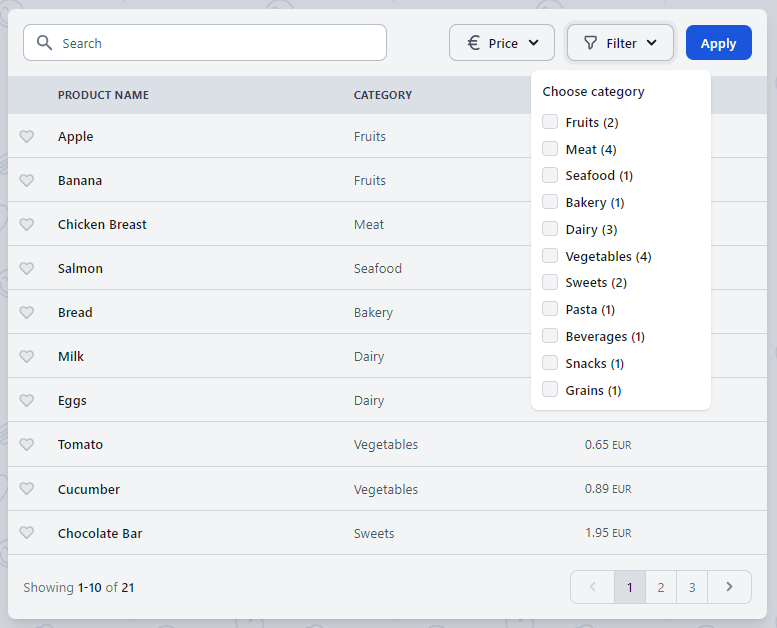 Search
€ Price
Filter
Apply
PRODUCT NAME CATEGORY
Choose category
Fruits (2)
Meat (4)
Seafood (1)
Bakery (1)
Dairy (3)
Vegetables (4)
Sweets (2)
Pasta (1)
Beverages (1)
Snacks (1)
Grains (1)
Apple Fruits
Banana Fruits
Chicken Breast Meat
Salmon Seafood
Bread Bakery
Milk Dairy
Eggs Dairy
Tomato Vegetables 0.65 EUR
Cucumber Vegetables 0.89 EUR
Chocolate Bar Sweets 1.95 EUR
Showing 1-10 of 21
1 2 3